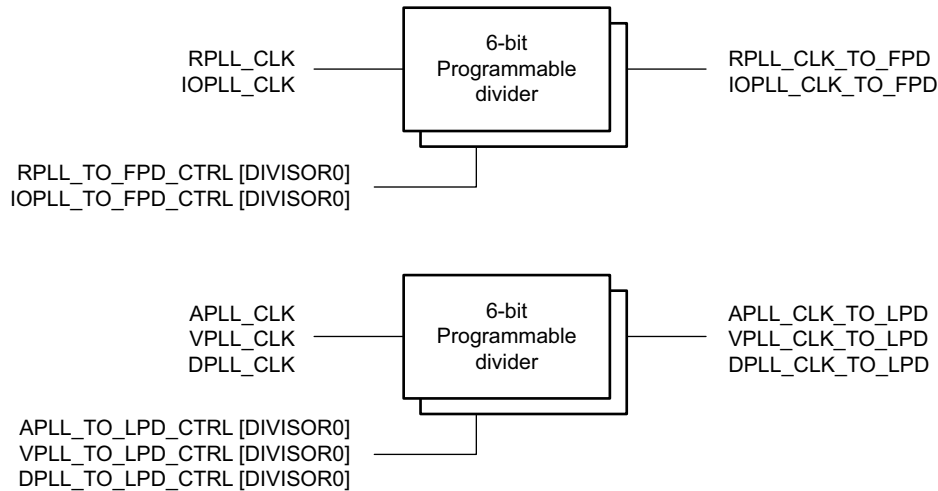 RPLL_CLK
IOPLL_CLK
6-bit
Programmable
divider
RPLL_CLK_TO_FPD
IOPLL_CLK_TO_FPD
RPLL_TO_FPD_CTRL [DIVISOR0]
IOPLL_TO_FPD_CTRL [DIVISOR0]
APLL_CLK
VPLL_CLK
DPLL_CLK
6-bit
Programmable
divider
APLL_CLK_TO_LPD
VPLL_CLK_TO_LPD
DPLL_CLK_TO_LPD
APLL_TO_LPD_CTRL [DIVISOR0]
VPLL_TO_LPD_CTRL [DIVISOR0]
DPLL_TO_LPD_CTRL [DIVISOR0]